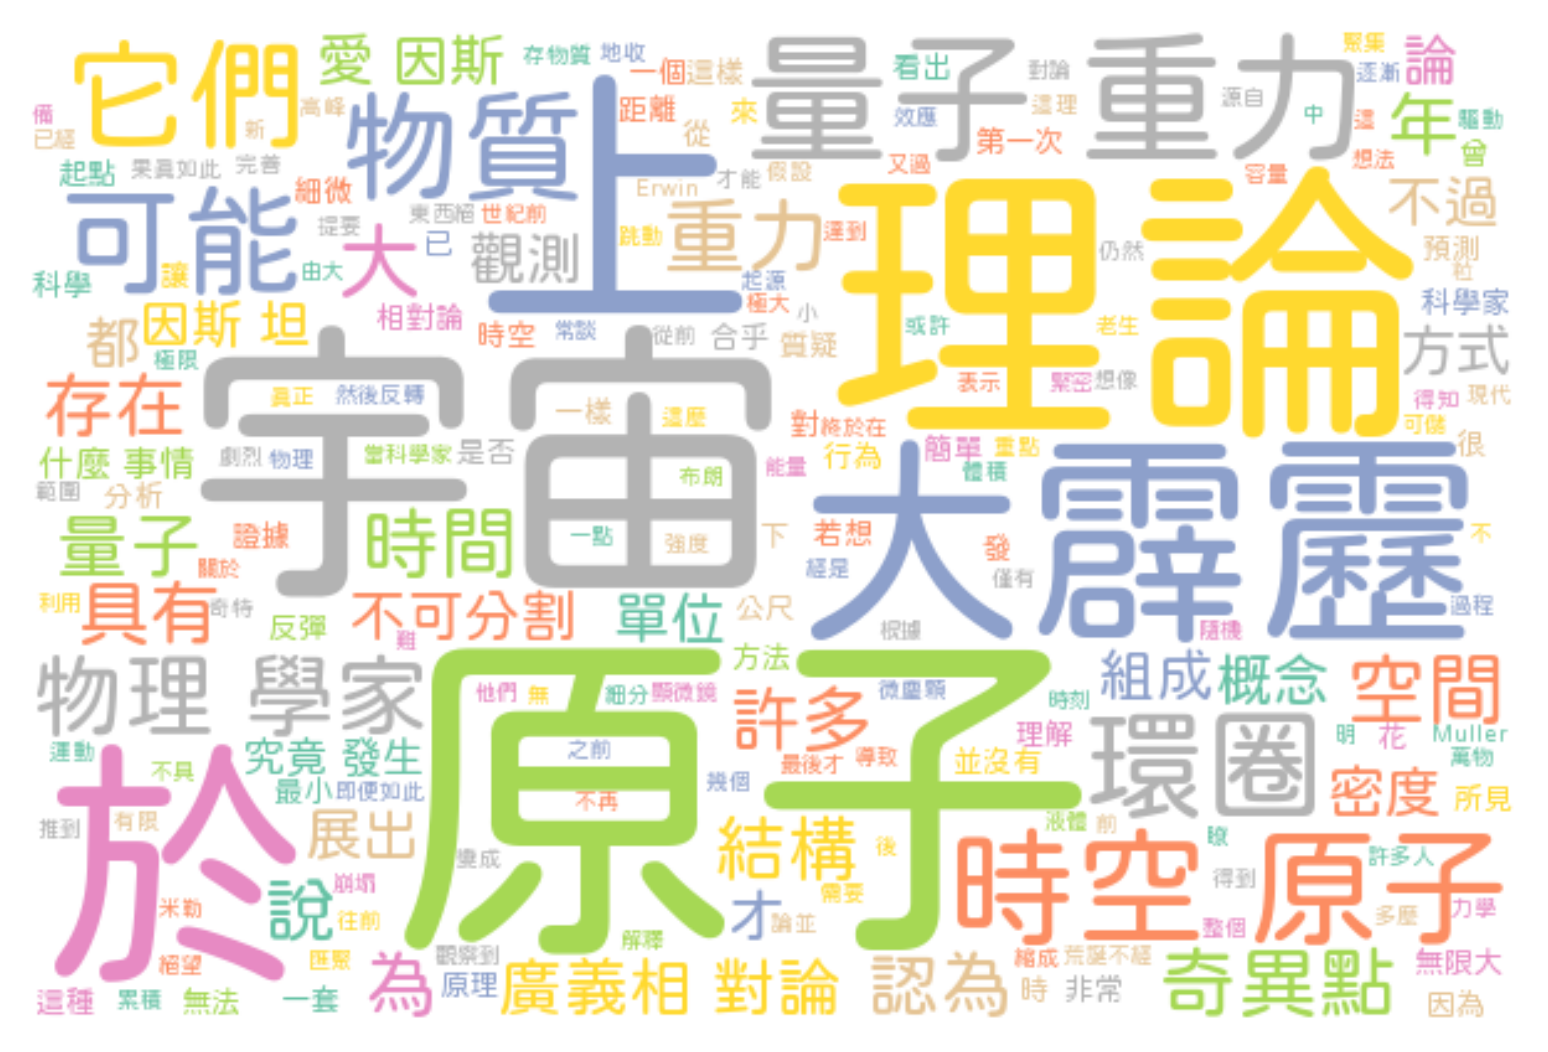 它們
愛 因斯
存物質
地收
一個
這樣
量子 重力
看出
對論
聚集
論
逐漸
備
已經
高峰
新
物質
上
距離
來
從
效應
這理
源自
中
這
年
驅動
曾
第一次
想法
容量
起點
果真如此
完善
細微
可能
Erwin
才能
假設
又過
不過
提要
東西絕
世紀前
大
已
觀測
跳動
重力
達到
理論
仍然
預測
粒
科學
讓
由大
起源
極大
小
科學家
都
因斯 坦
相對論
時空
常談
從前
合乎
質疑
或許
老生
方式
極限
存在
宇宙
真正
然後反轉
一樣
這麼
表示
緊密
想像
得知
現代
對
終於在
可儲
很
什麼 事情
劇烈
物理
當科學家
是否
布朗
能量
行為
簡單
重點
體積
範圍
分析
大霹靂
量子
證據
時間
一點
強度
下
若想
發
不
關於
經是
僅有
利用
具有
奇特
反彈
不可分割
單位
公尺
根據
隨機
過程
難
物理 學家
原子
方法
他們
無
細分
顯微鏡
許多
微塵顆
時刻
組成
概念
空間
運動
究竟 發生
之前
理解
環圈
明
花
Muller
萬物
不具
最小
即便如此
不再
幾個
最後才
導致
並沒有
密度
所見
於
推到
有限
展出
變成
結構
後
液體
前
時空
瞭
原子
許多人
得到
說
崩塌
往前
米勒
才
論並
需要
多麼
力學
整個
絕望
匯聚
觀察到
解釋
為
原理
廣義相 對論
認為
縮成
荒誕不經
時
非常
奇異點
無限大
因為
這種
累積
無法
一套